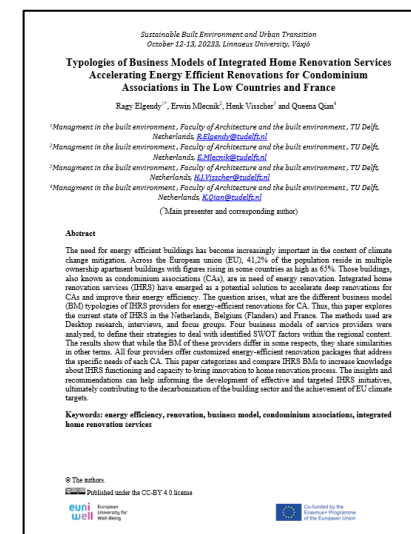 Sustainable Built Environment and Urban Transition
October 12-13, 20233, Linnaeus University, Växjö
Typologies of Business Models of Integrated Home Renovation Services
Accelerating Energy Efficient Renovations for Condominium
Associations in The Low Countries and France
Ragy Elgendy1*, Erwin Mlecnik2, Henk Visscher3 and Queena Qian4
1Managment in the built environment , Faculty of Architecture and the built environment , TU Delft,
Netherlands, R.Elgendy@tudelft.nl
2Managment in the built environment , Faculty of Architecture and the built environment , TU Delft,
Netherlands, E.Mlecnik@tudelft.nl
3Managment in the built environment , Faculty of Architecture and the built environment , TU Delft,
Netherlands, H.J.Visscher@tudelft.nl
4Managment in the built environment , Faculty of Architecture and the built environment , TU Delft,
Netherlands, K.Qian@tudelft.nl
(*Main presenter and corresponding author)
Abstract
The need for energy efficient buildings has become increasingly important in the context of climate
change mitigation. Across the European union (EU), 41,2% of the population reside in multiple
ownership apartment buildings with figures rising in some countries as high as 65%. Those buildings,
also known as condominium associations (CAs), are in need of energy renovation. Integrated home
renovation services (IHRS) have emerged as a potential solution to accelerate deep renovations for
CAs and improve their energy efficiency. The question arises, what are the different business model
(BM) typologies of IHRS providers for energy-efficient renovations for CA. Thus, this paper explores
the current state of IHRS in the Netherlands, Belgium (Flanders) and France. The methods used are
Desktop research, interviews, and focus groups. Four business models of service providers were
analyzed, to define their strategies to deal with identified SWOT factors within the regional context.
The results show that while the BM of these providers differ in some respects, they share similarities
in other terms. All four providers offer customized energy-efficient renovation packages that address
the specific needs of each CA. This paper categorizes and compare IHRS BMs to increase knowledge
about IHRS functioning and capacity to bring innovation to home renovation process. The insights and
recommendations can help informing the development of effective and targeted IHRS initiatives,
ultimately contributing to the decarbonization of the building sector and the achievement of EU climate
targets.
Keywords: energy efficiency, renovation, business model, condominium associations, integrated
home renovation services
© The authors.
Published under the CC-BY 4.0 license
euni well European University for Well-Being
Co-funded by the Erasmus+ Programme of the European Union